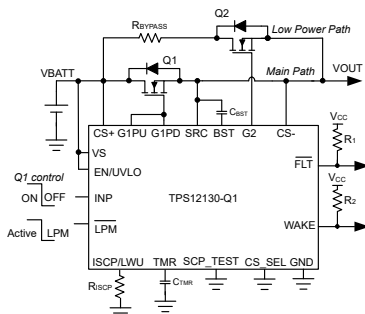 Q2
RBYPASS
Low Power Path
Q1
VBATT
Main Path
VOUT
CBST
CS+
G1PU
G1PD
SRC
BST
G2
CS-
VS
EN/UVLO
Q1 control
ON
OFF
INP
TPS12130-Q1
Active
LPM
LPM
VCC
R1
FLT
VCC
R2
WAKE
ISCP/LWU
TMR
SCP_TEST
CS_SEL
GND
RISCP
CTMR